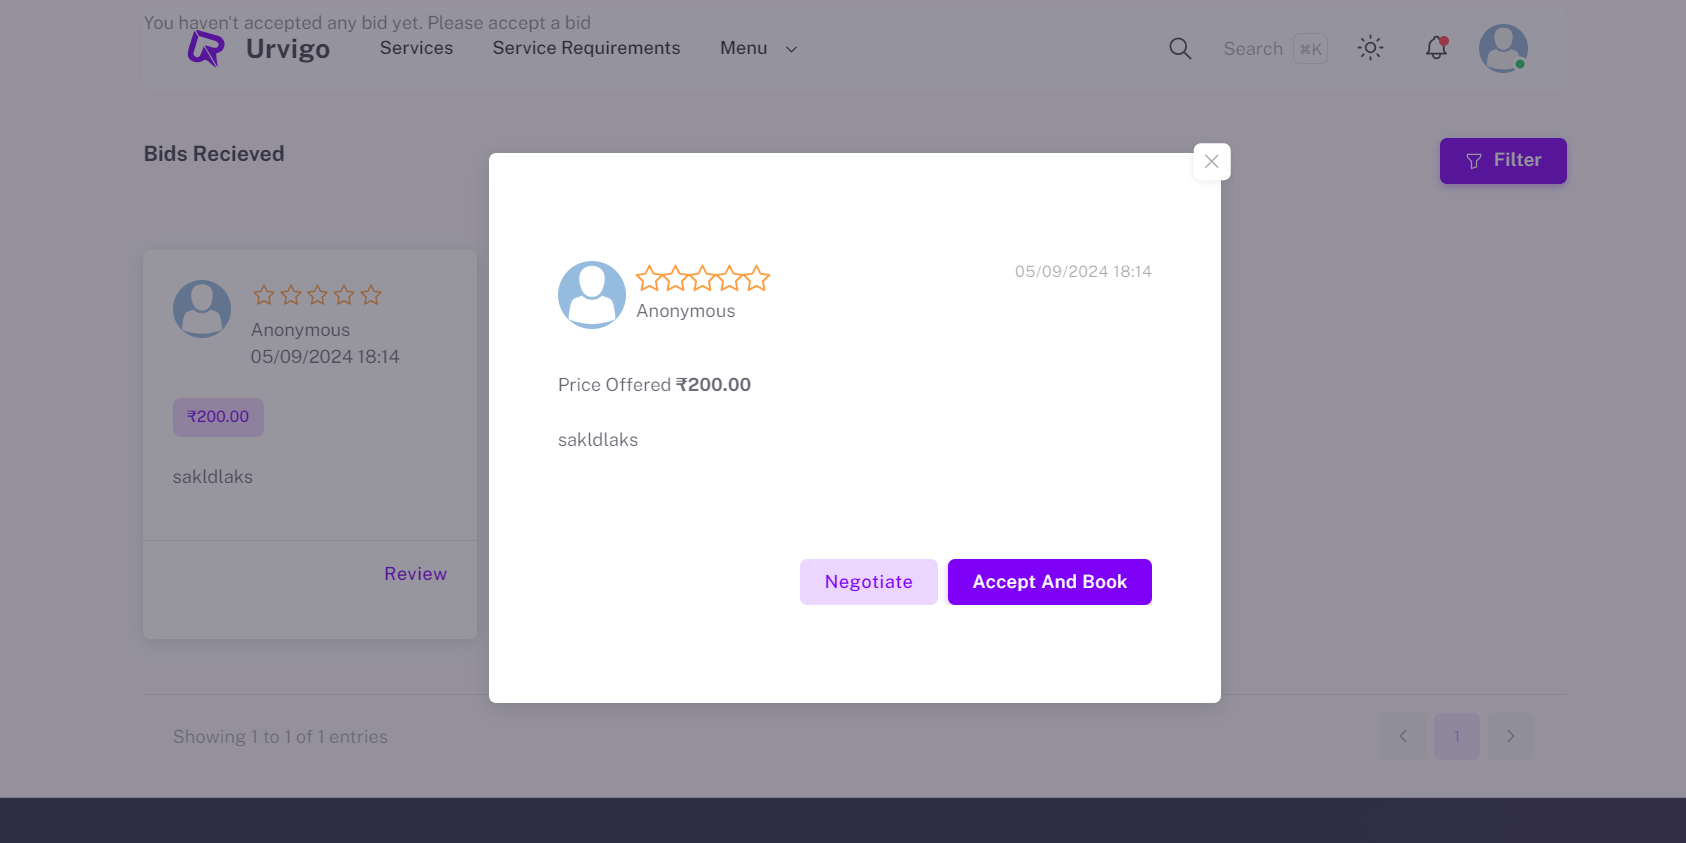 You haven't accepted any bid yet. Please accept a bid
Urvigo
Services
Service Requirements
Menu
Search
⌘K
Bids Recieved
Filter
Anonymous
05/09/2024 18:14
₹200.00
sakldlaks
Review
05/09/2024 18:14
Anonymous
Price Offered ₹200.00
sakldlaks
Negotiate
Accept And Book
Showing 1 to 1 of 1 entries
1